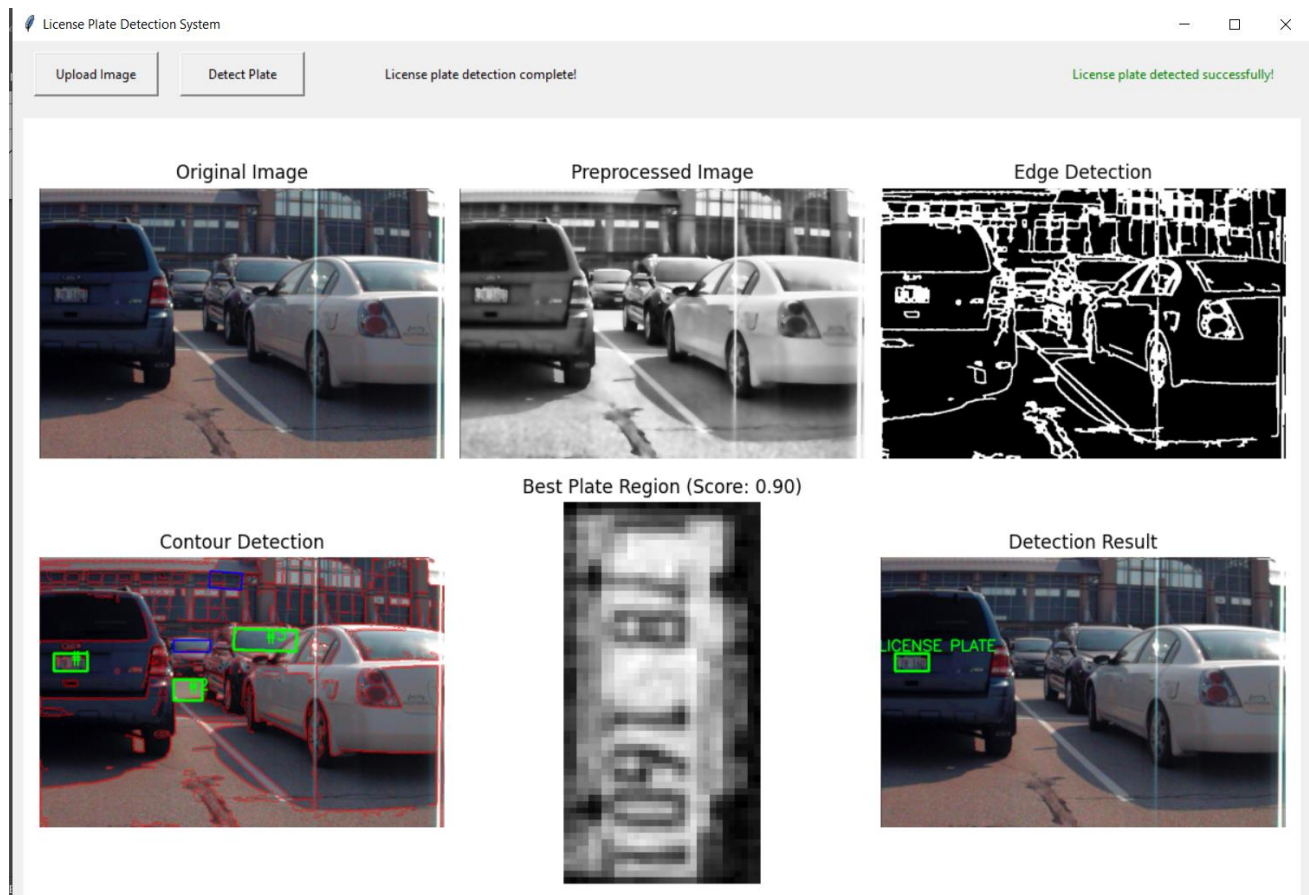 License Plate Detection System
Upload Image
Detect Plate
License plate detection complete!
License plate detected successfully!
Original Image
Preprocessed Image
Edge Detection
Best Plate Region (Score: 0.90)
Contour Detection
Detection Result
LICENSE PLATE